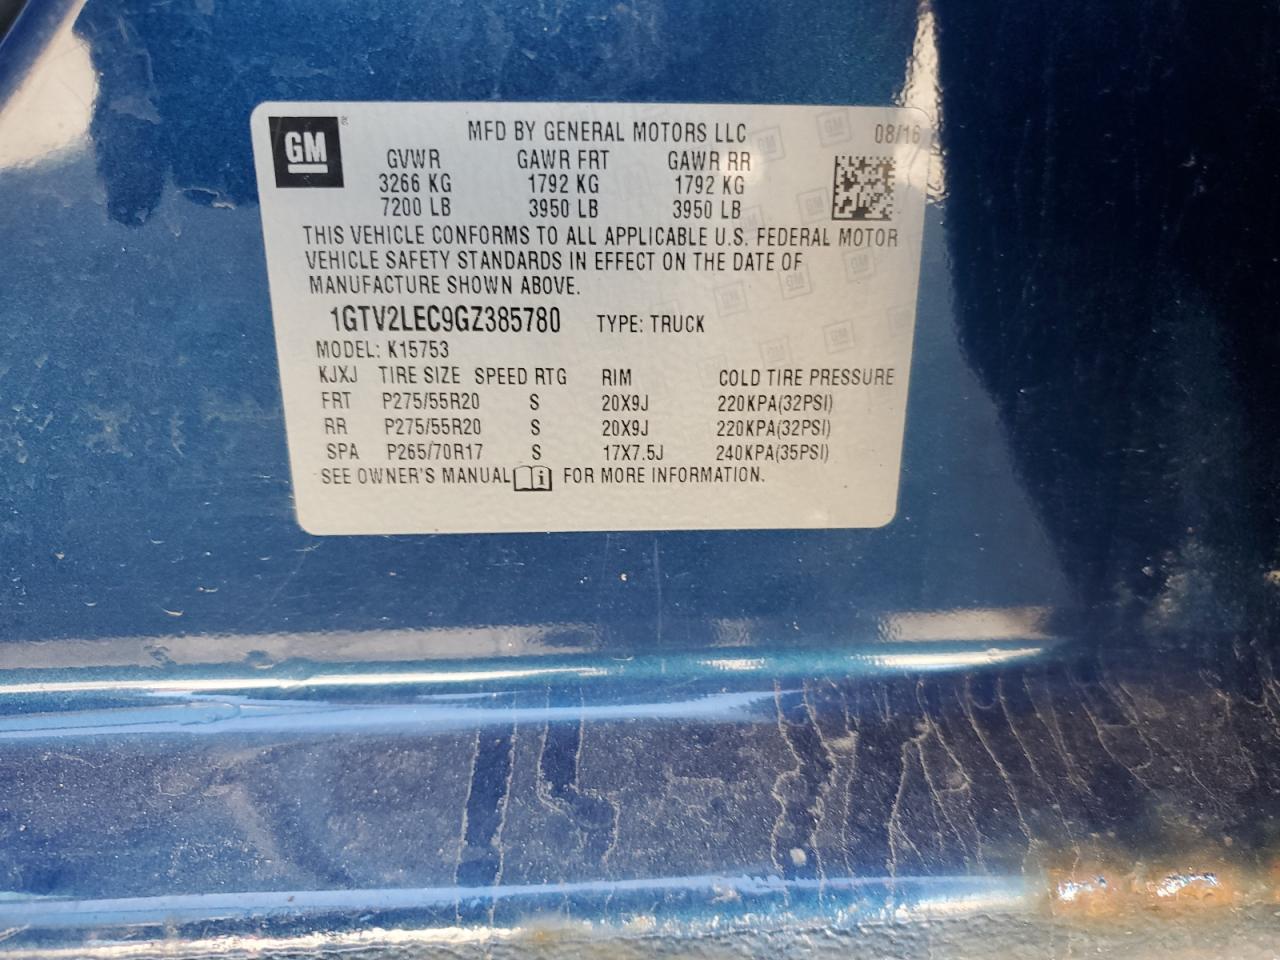 GM
MFD BY GENERAL MOTORS LLC 08/16
GVWR GAWR FRT GAWR RR
3266 KG 1792 KG 1792 KG
7200 LB 3950 LB 3950 LB
THIS VEHICLE CONFORMS TO ALL APPLICABLE U.S. FEDERAL MOTOR
VEHICLE SAFETY STANDARDS IN EFFECT ON THE DATE OF
MANUFACTURE SHOWN ABOVE.
1GTV2LEC9GZ385780 TYPE: TRUCK
MODEL: K15753
KJXJ TIRE SIZE SPEED RTG RIM COLD TIRE PRESSURE
FRT P275/55R20 S 20X9J 220KPA(32PSI)
RR P275/55R20 S 20X9J 220KPA(32PSI)
SPA P265/70R17 S 17X7.5J 240KPA(35PSI)
SEE OWNER'S MANUAL i FOR MORE INFORMATION.